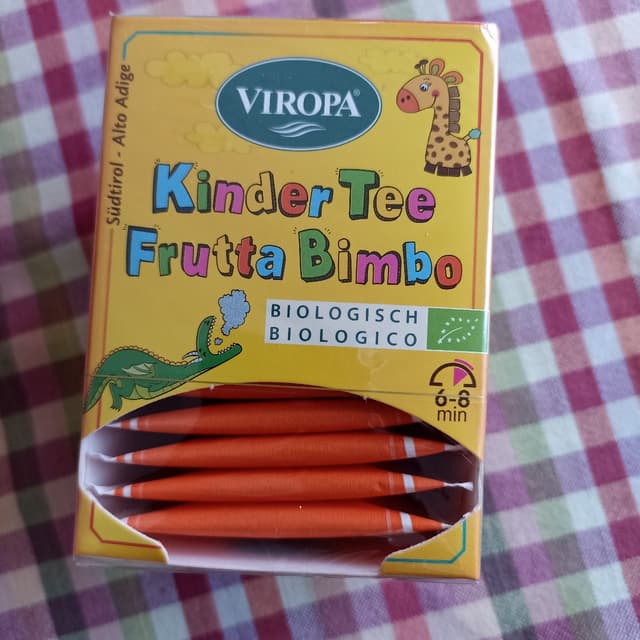 VIROPA®
Südtirol - Alto Adige
Kinder Tee
Frutta Bimbo
BIOLOGISCH
BIOLOGICO
6-8
min